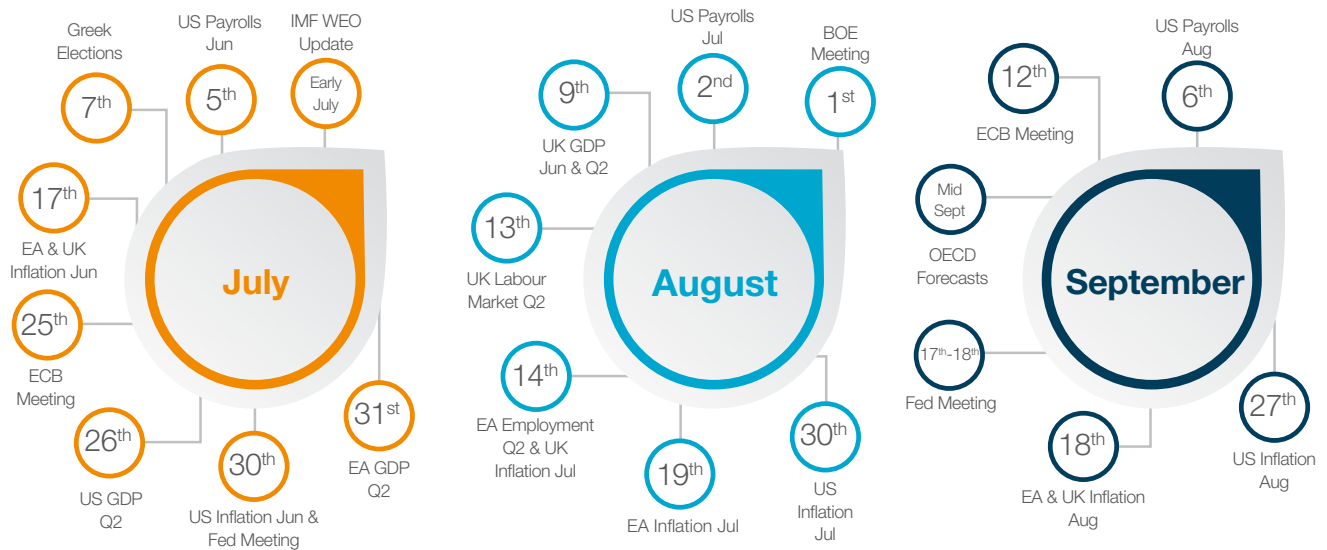 Greek
Elections
7th
US Payrolls
Jun
5th
IMF WEO
Update
Early
July
17th
EA & UK
Inflation Jun
25th
ECB
Meeting
26th
US GDP
Q2
30th
US Inflation Jun &
Fed Meeting
31st
EA GDP
Q2
July
US Payrolls
Jul
2nd
BOE
Meeting
1st
9th
UK GDP
Jun & Q2
13th
UK Labour
Market Q2
14th
EA Employment
Q2 & UK
Inflation Jul
19th
EA Inflation Jul
30th
US
Inflation
Jul
August
12th
ECB Meeting
US Payrolls
Aug
6th
Mid
Sept
OECD
Forecasts
17th-18th
Fed Meeting
18th
EA & UK Inflation
Aug
27th
US Inflation
Aug
September